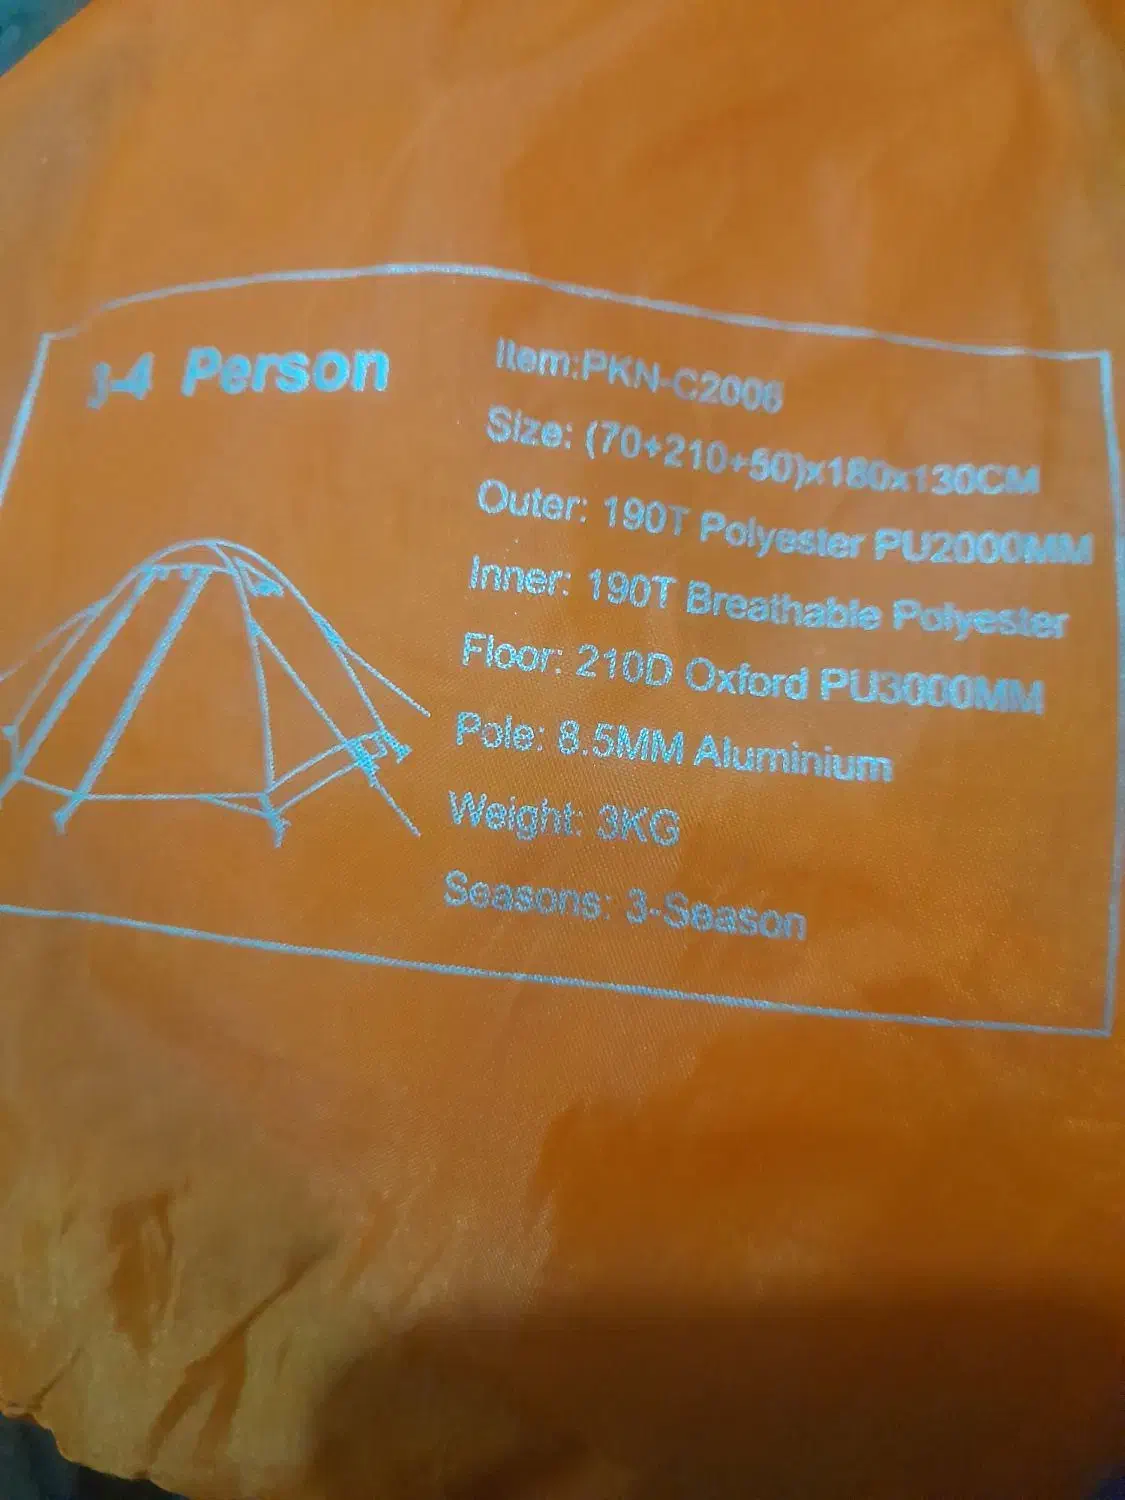 3-4 Person
Item:PKN-C2006
Size: (70+210+50)x180x130CM
Outer: 190T Polyester PU2000MM
Inner: 190T Breathable Polyester
Floor: 210D Oxford PU3000MM
Pole: 8.5MM Aluminium
Weight: 3KG
Seasons: 3-Season